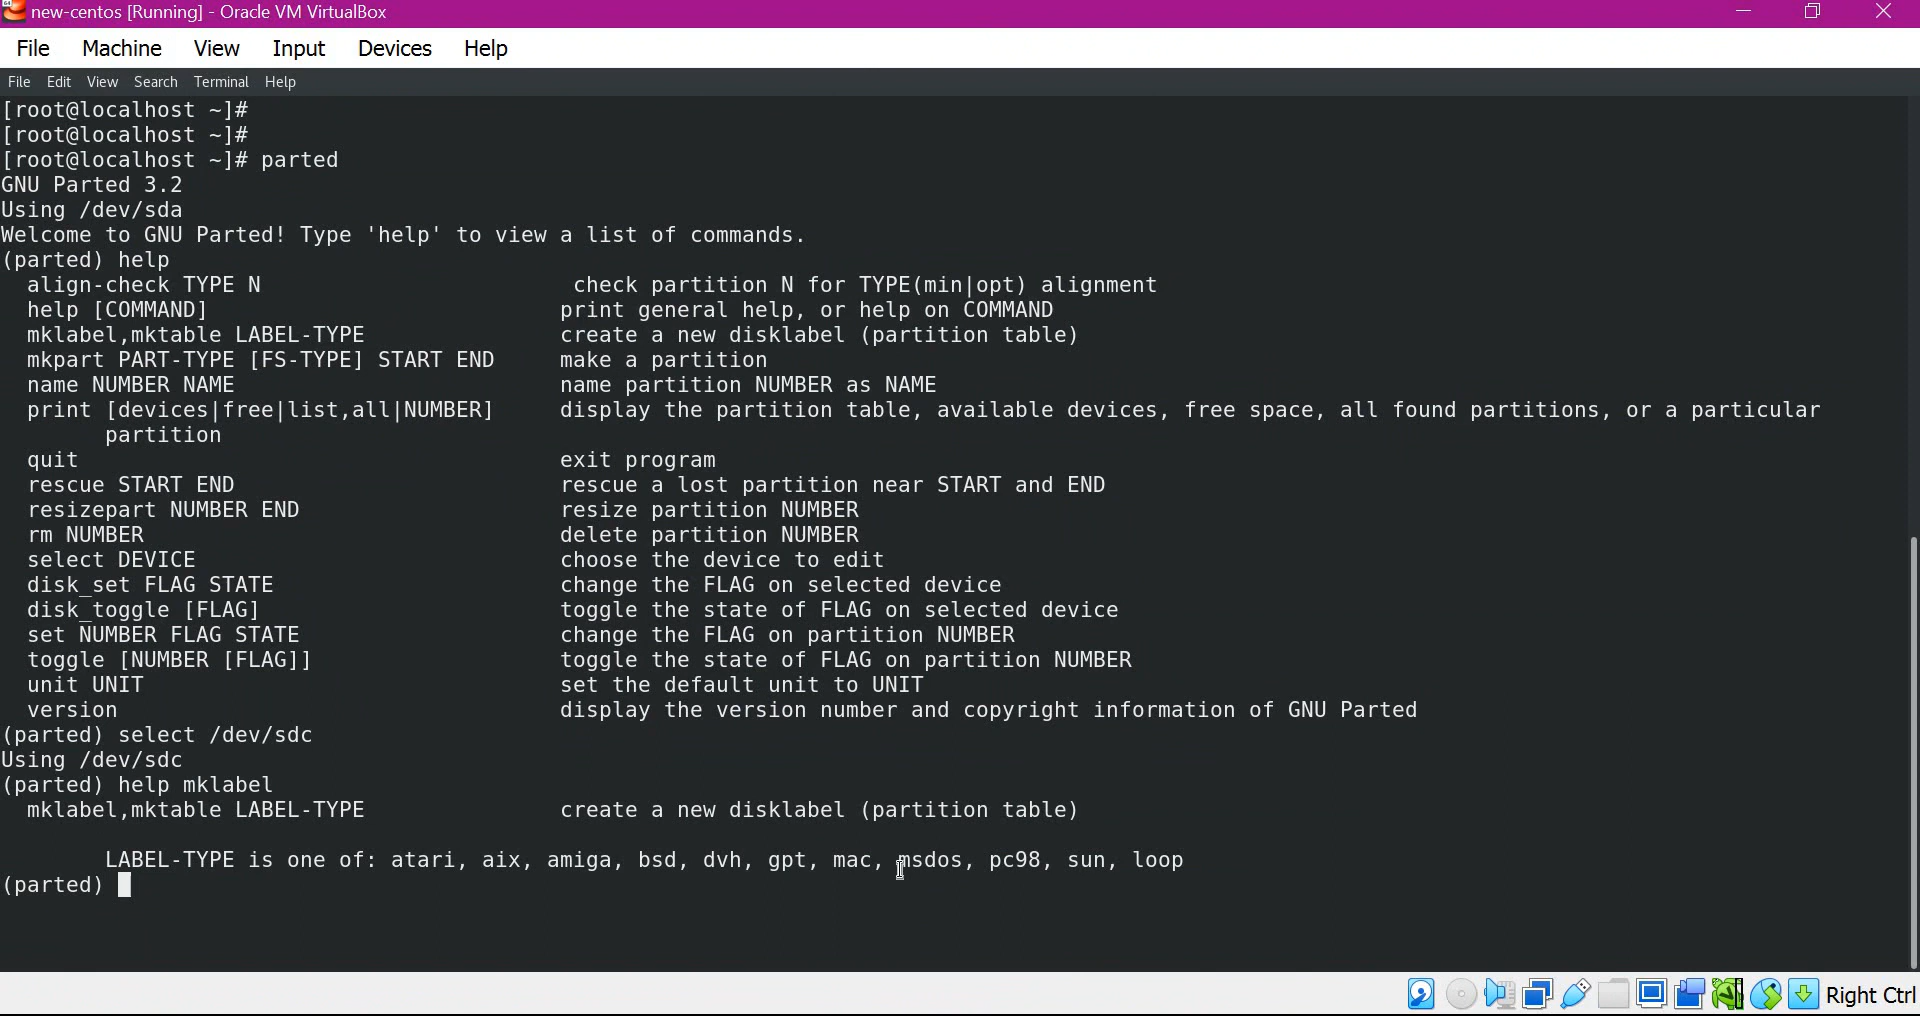 new-centos [Running] - Oracle VM VirtualBox
File Machine View Input Devices Help
File Edit View Search Terminal Help
[root@localhost ~]#
[root@localhost ~]#
[root@localhost ~]# parted
GNU Parted 3.2
Using /dev/sda
Welcome to GNU Parted! Type 'help' to view a list of commands.
(parted) help
  align-check TYPE N                        check partition N for TYPE(min|opt) alignment
  help [COMMAND]                           print general help, or help on COMMAND
  mklabel,mktable LABEL-TYPE               create a new disklabel (partition table)
  mkpart PART-TYPE [FS-TYPE] START END     make a partition
  name NUMBER NAME                         name partition NUMBER as NAME
  print [devices|free|list,all|NUMBER]     display the partition table, available devices, free space, all found partitions, or a particular
        partition
  quit                                     exit program
  rescue START END                         rescue a lost partition near START and END
  resizepart NUMBER END                    resize partition NUMBER
  rm NUMBER                                delete partition NUMBER
  select DEVICE                            choose the device to edit
  disk_set FLAG STATE                      change the FLAG on selected device
  disk_toggle [FLAG]                       toggle the state of FLAG on selected device
  set NUMBER FLAG STATE                    change the FLAG on partition NUMBER
  toggle [NUMBER [FLAG]]                   toggle the state of FLAG on partition NUMBER
  unit UNIT                                set the default unit to UNIT
  version                                  display the version number and copyright information of GNU Parted
(parted) select /dev/sdc
Using /dev/sdc
(parted) help mklabel
  mklabel,mktable LABEL-TYPE               create a new disklabel (partition table)
        LABEL-TYPE is one of: atari, aix, amiga, bsd, dvh, gpt, mac, msdos, pc98, sun, loop
(parted)
Right Ctrl